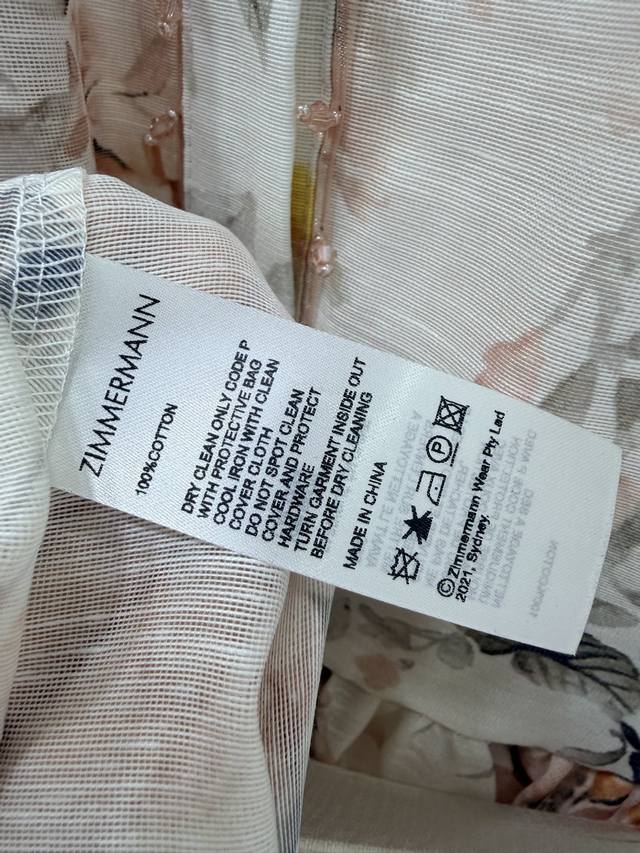 ZIMMERMANN
100%COTTON
DRY CLEAN ONLY CODE P
WITH PROTECTIVE BAG
COOL IRON WITH CLEAN
COVER CLOTH
DO NOT SPOT CLEAN
COVER AND PROTECT
HARDWARE
TURN GARMENT INSIDE OUT
BEFORE DRY CLEANING
MADE IN CHINA
P
©Zimmermann Wear Pty Lad
2021, Sydney.